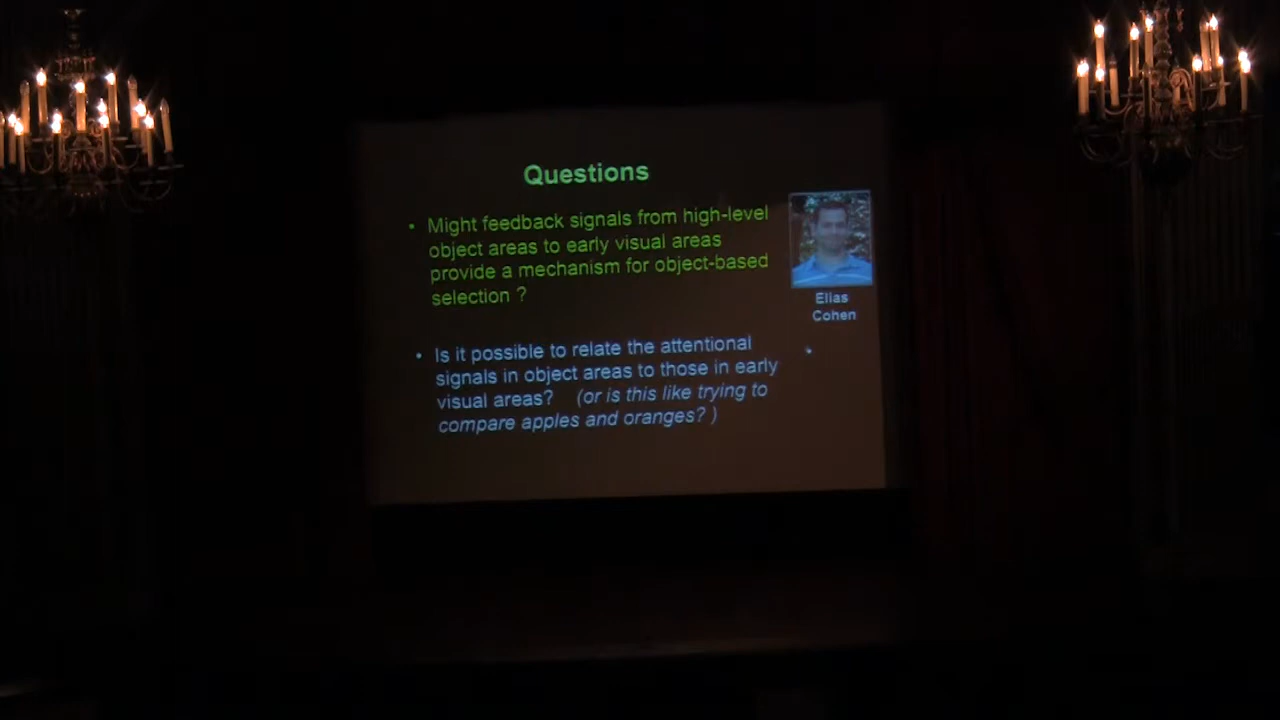 Questions
• Might feedback signals from high-level
object areas to early visual areas
provide a mechanism for object-based
selection ?
Elias
Cohen
• Is it possible to relate the attentional
signals in object areas to those in early
visual areas? (or is this like trying to
compare apples and oranges? )